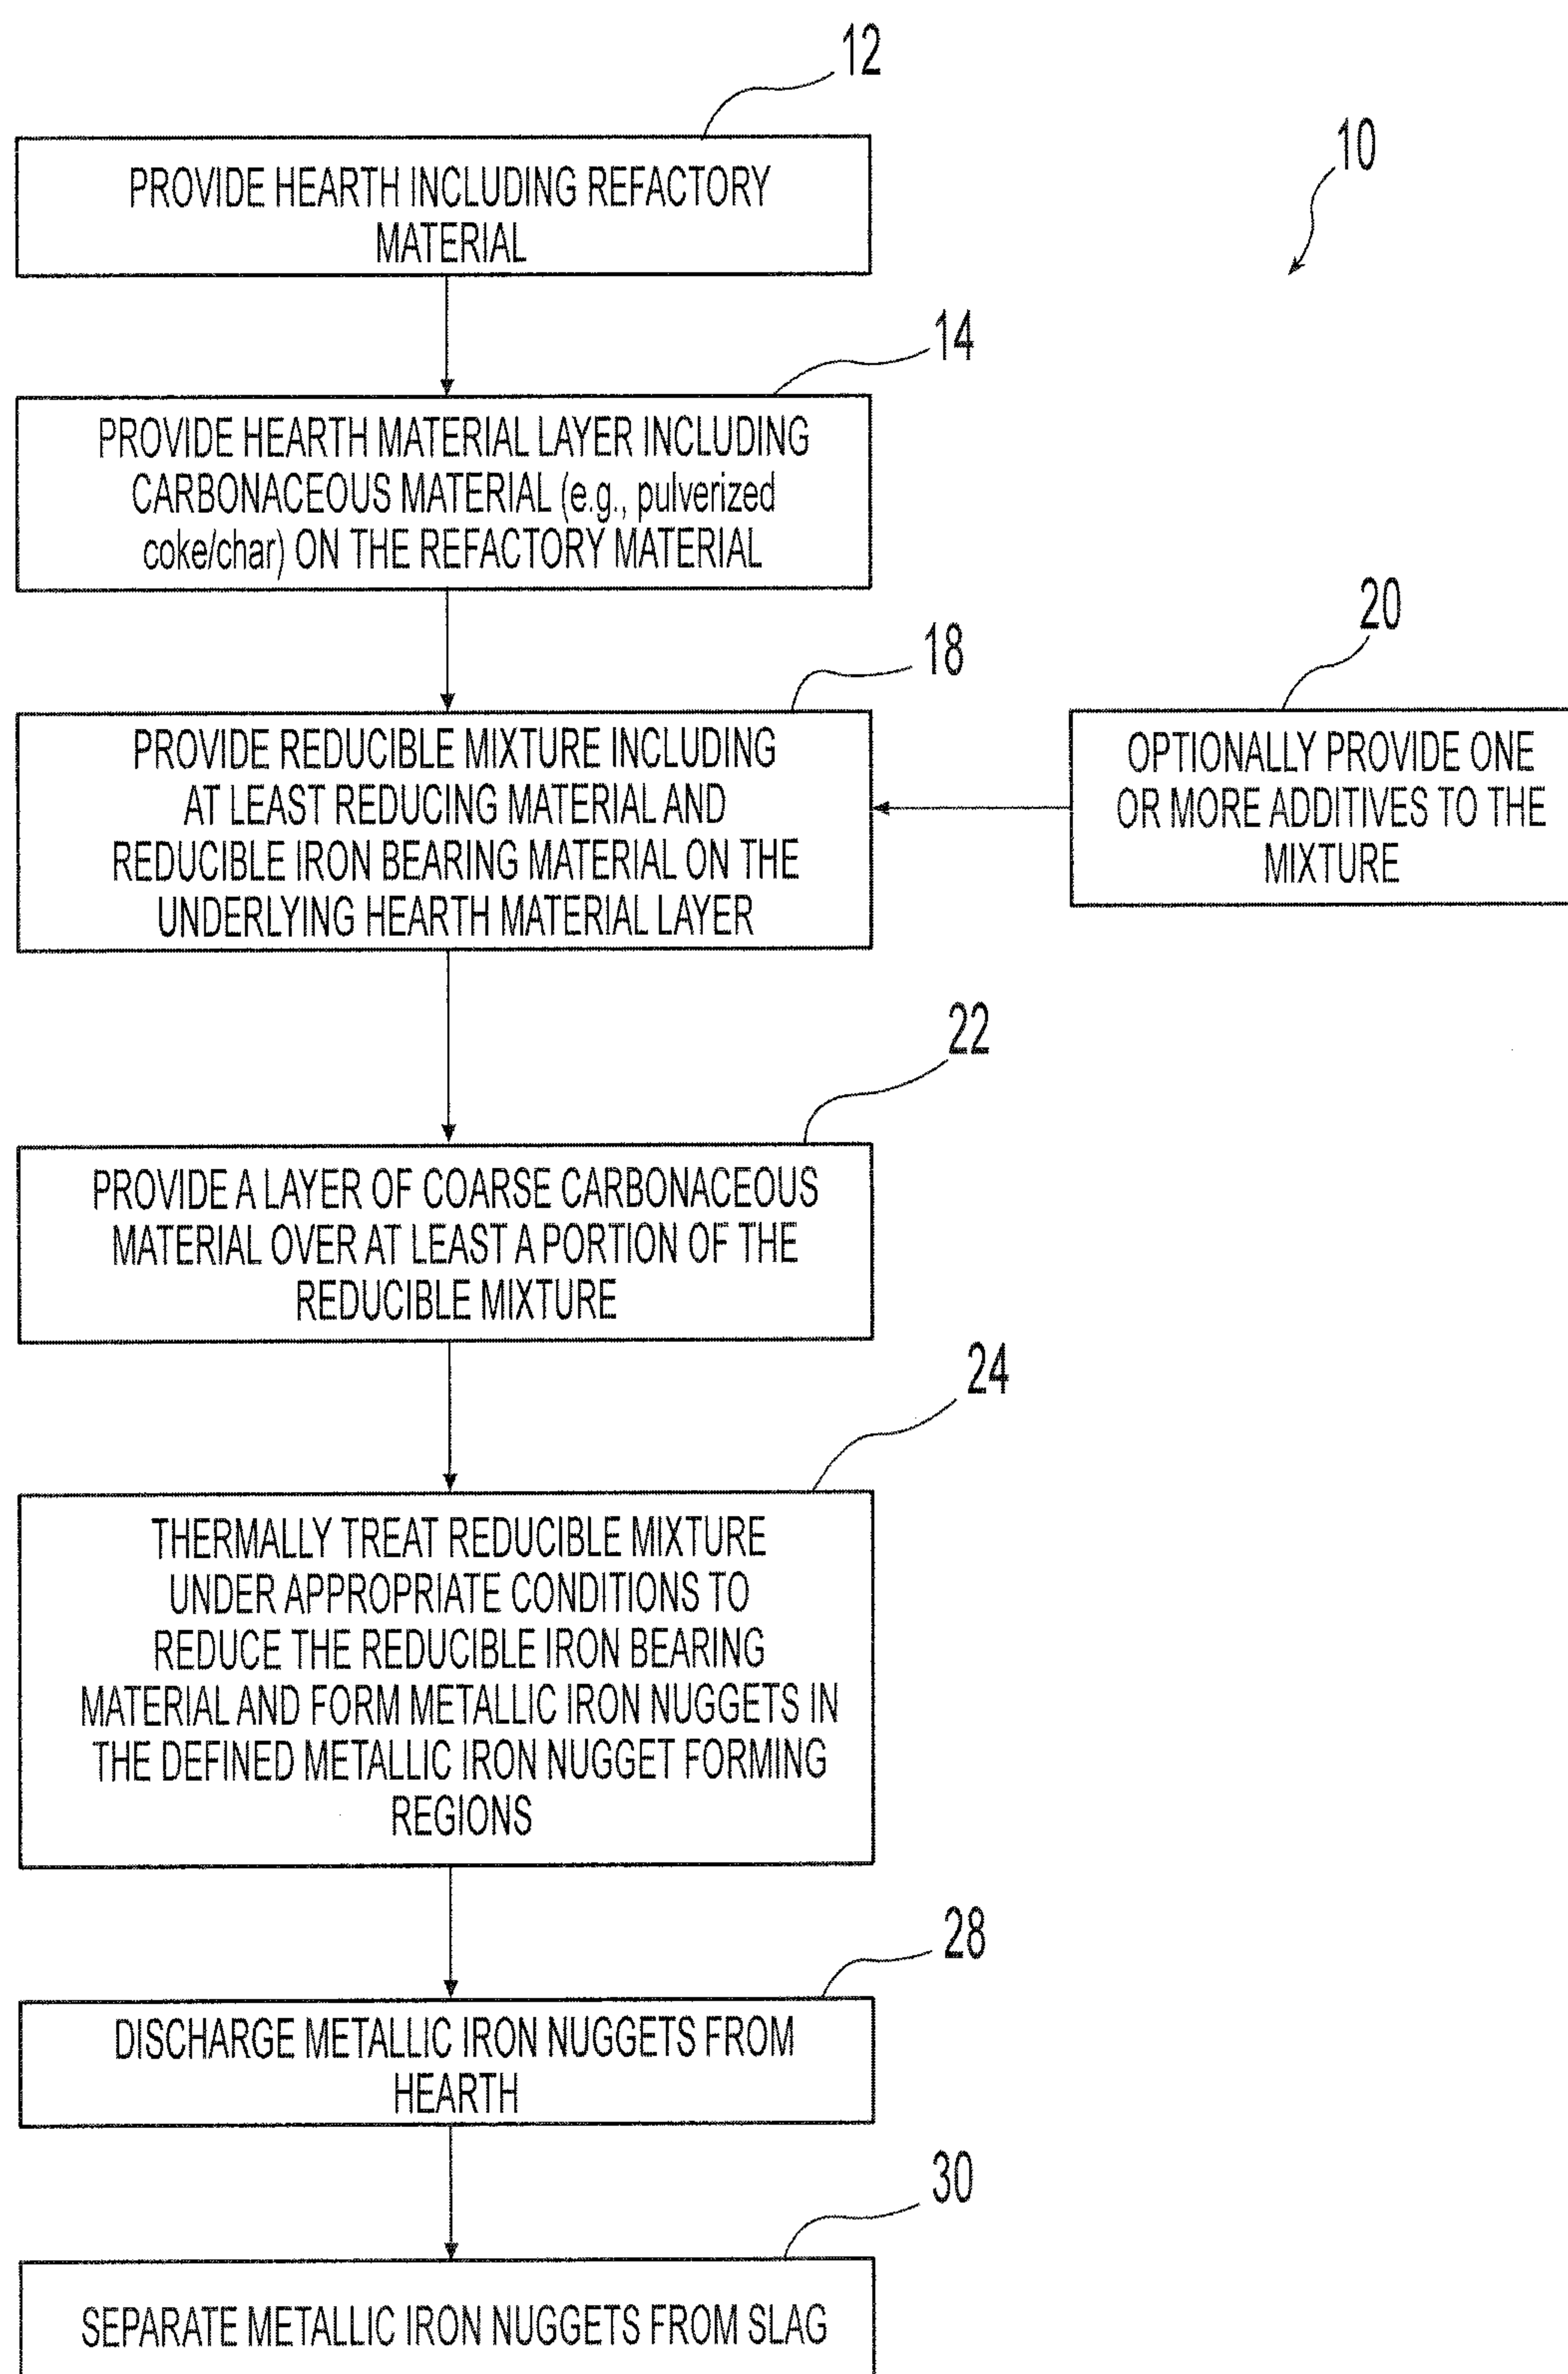 12
10
PROVIDE HEARTH INCLUDING REFACTORY
MATERIAL
14
PROVIDE HEARTH MATERIAL LAYER INCLUDING
CARBONACEOUS MATERIAL (e.g., pulverized
coke/char) ON THE REFACTORY MATERIAL
18
PROVIDE REDUCIBLE MIXTURE INCLUDING
AT LEAST REDUCING MATERIAL AND
REDUCIBLE IRON BEARING MATERIAL ON THE
UNDERLYING HEARTH MATERIAL LAYER
20
OPTIONALLY PROVIDE ONE
OR MORE ADDITIVES TO THE
MIXTURE
22
PROVIDE A LAYER OF COARSE CARBONACEOUS
MATERIAL OVER AT LEAST A PORTION OF THE
REDUCIBLE MIXTURE
24
THERMALLY TREAT REDUCIBLE MIXTURE
UNDER APPROPRIATE CONDITIONS TO
REDUCE THE REDUCIBLE IRON BEARING
MATERIAL AND FORM METALLIC IRON NUGGETS IN
THE DEFINED METALLIC IRON NUGGET FORMING
REGIONS
28
DISCHARGE METALLIC IRON NUGGETS FROM
HEARTH
30
SEPARATE METALLIC IRON NUGGETS FROM SLAG